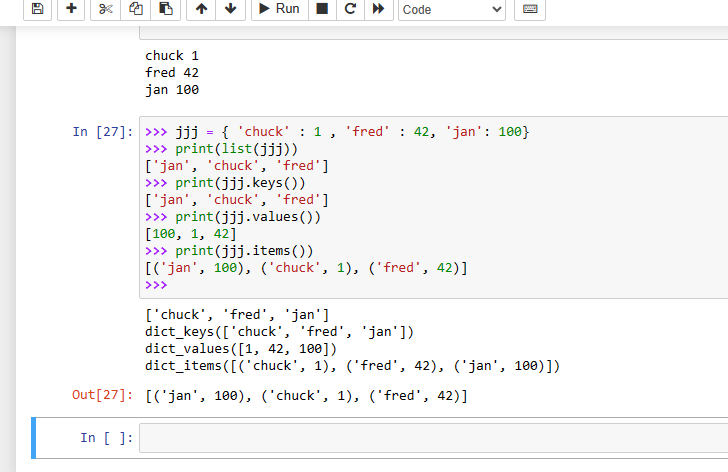 Run Code
chuck 1
fred 42
jan 100
In [27]: >>> jjj = { 'chuck' : 1 , 'fred' : 42, 'jan': 100}
>>> print(list(jjj))
['jan', 'chuck', 'fred']
>>> print(jjj.keys())
['jan', 'chuck', 'fred']
>>> print(jjj.values())
[100, 1, 42]
>>> print(jjj.items())
[('jan', 100), ('chuck', 1), ('fred', 42)]
>>>
['chuck', 'fred', 'jan']
dict_keys(['chuck', 'fred', 'jan'])
dict_values([1, 42, 100])
dict_items([('chuck', 1), ('fred', 42), ('jan', 100)])
Out[27]: [('jan', 100), ('chuck', 1), ('fred', 42)]
In [ ]: